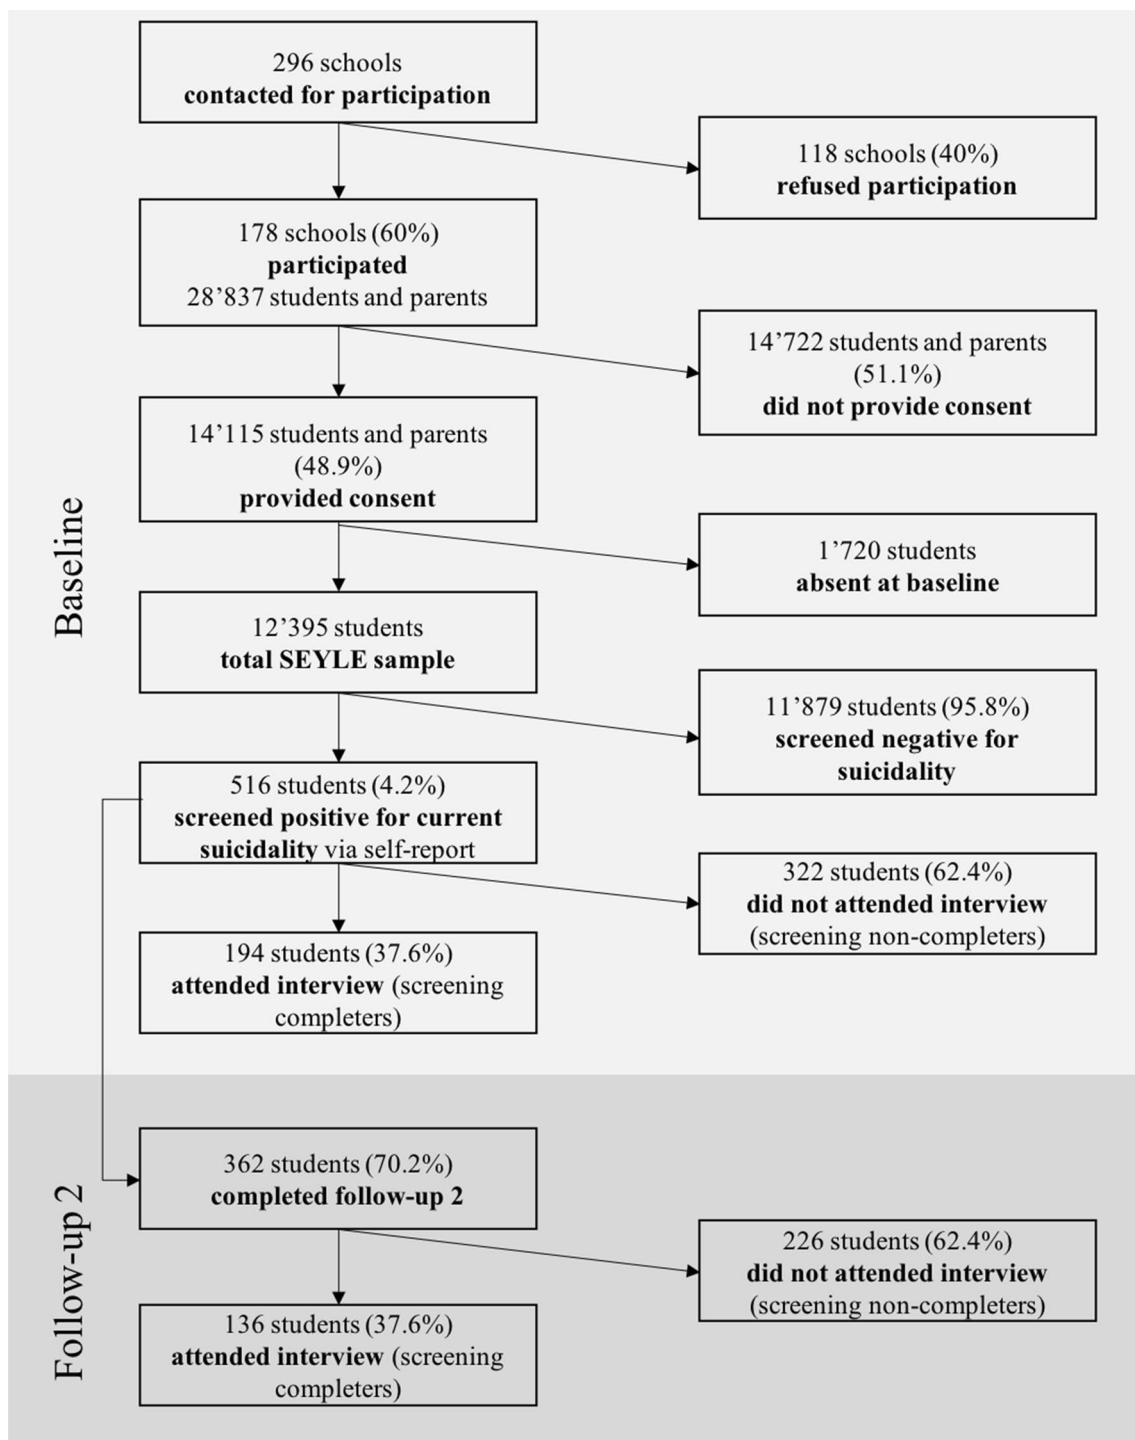 296 schools
contacted for participation
118 schools (40%)
refused participation
178 schools (60%)
participated
28’837 students and parents
14’722 students and parents
(51.1%)
did not provide consent
14’115 students and parents
(48.9%)
provided consent
1’720 students
absent at baseline
12’395 students
total SEYLE sample
11’879 students (95.8%)
screened negative for
suicidality
516 students (4.2%)
screened positive for current
suicidality via self-report
322 students (62.4%)
did not attended interview
(screening non-completers)
194 students (37.6%)
attended interview (screening
completers)
Baseline
362 students (70.2%)
completed follow-up 2
226 students (62.4%)
did not attended interview
(screening non-completers)
136 students (37.6%)
attended interview (screening
completers)
Follow-up 2